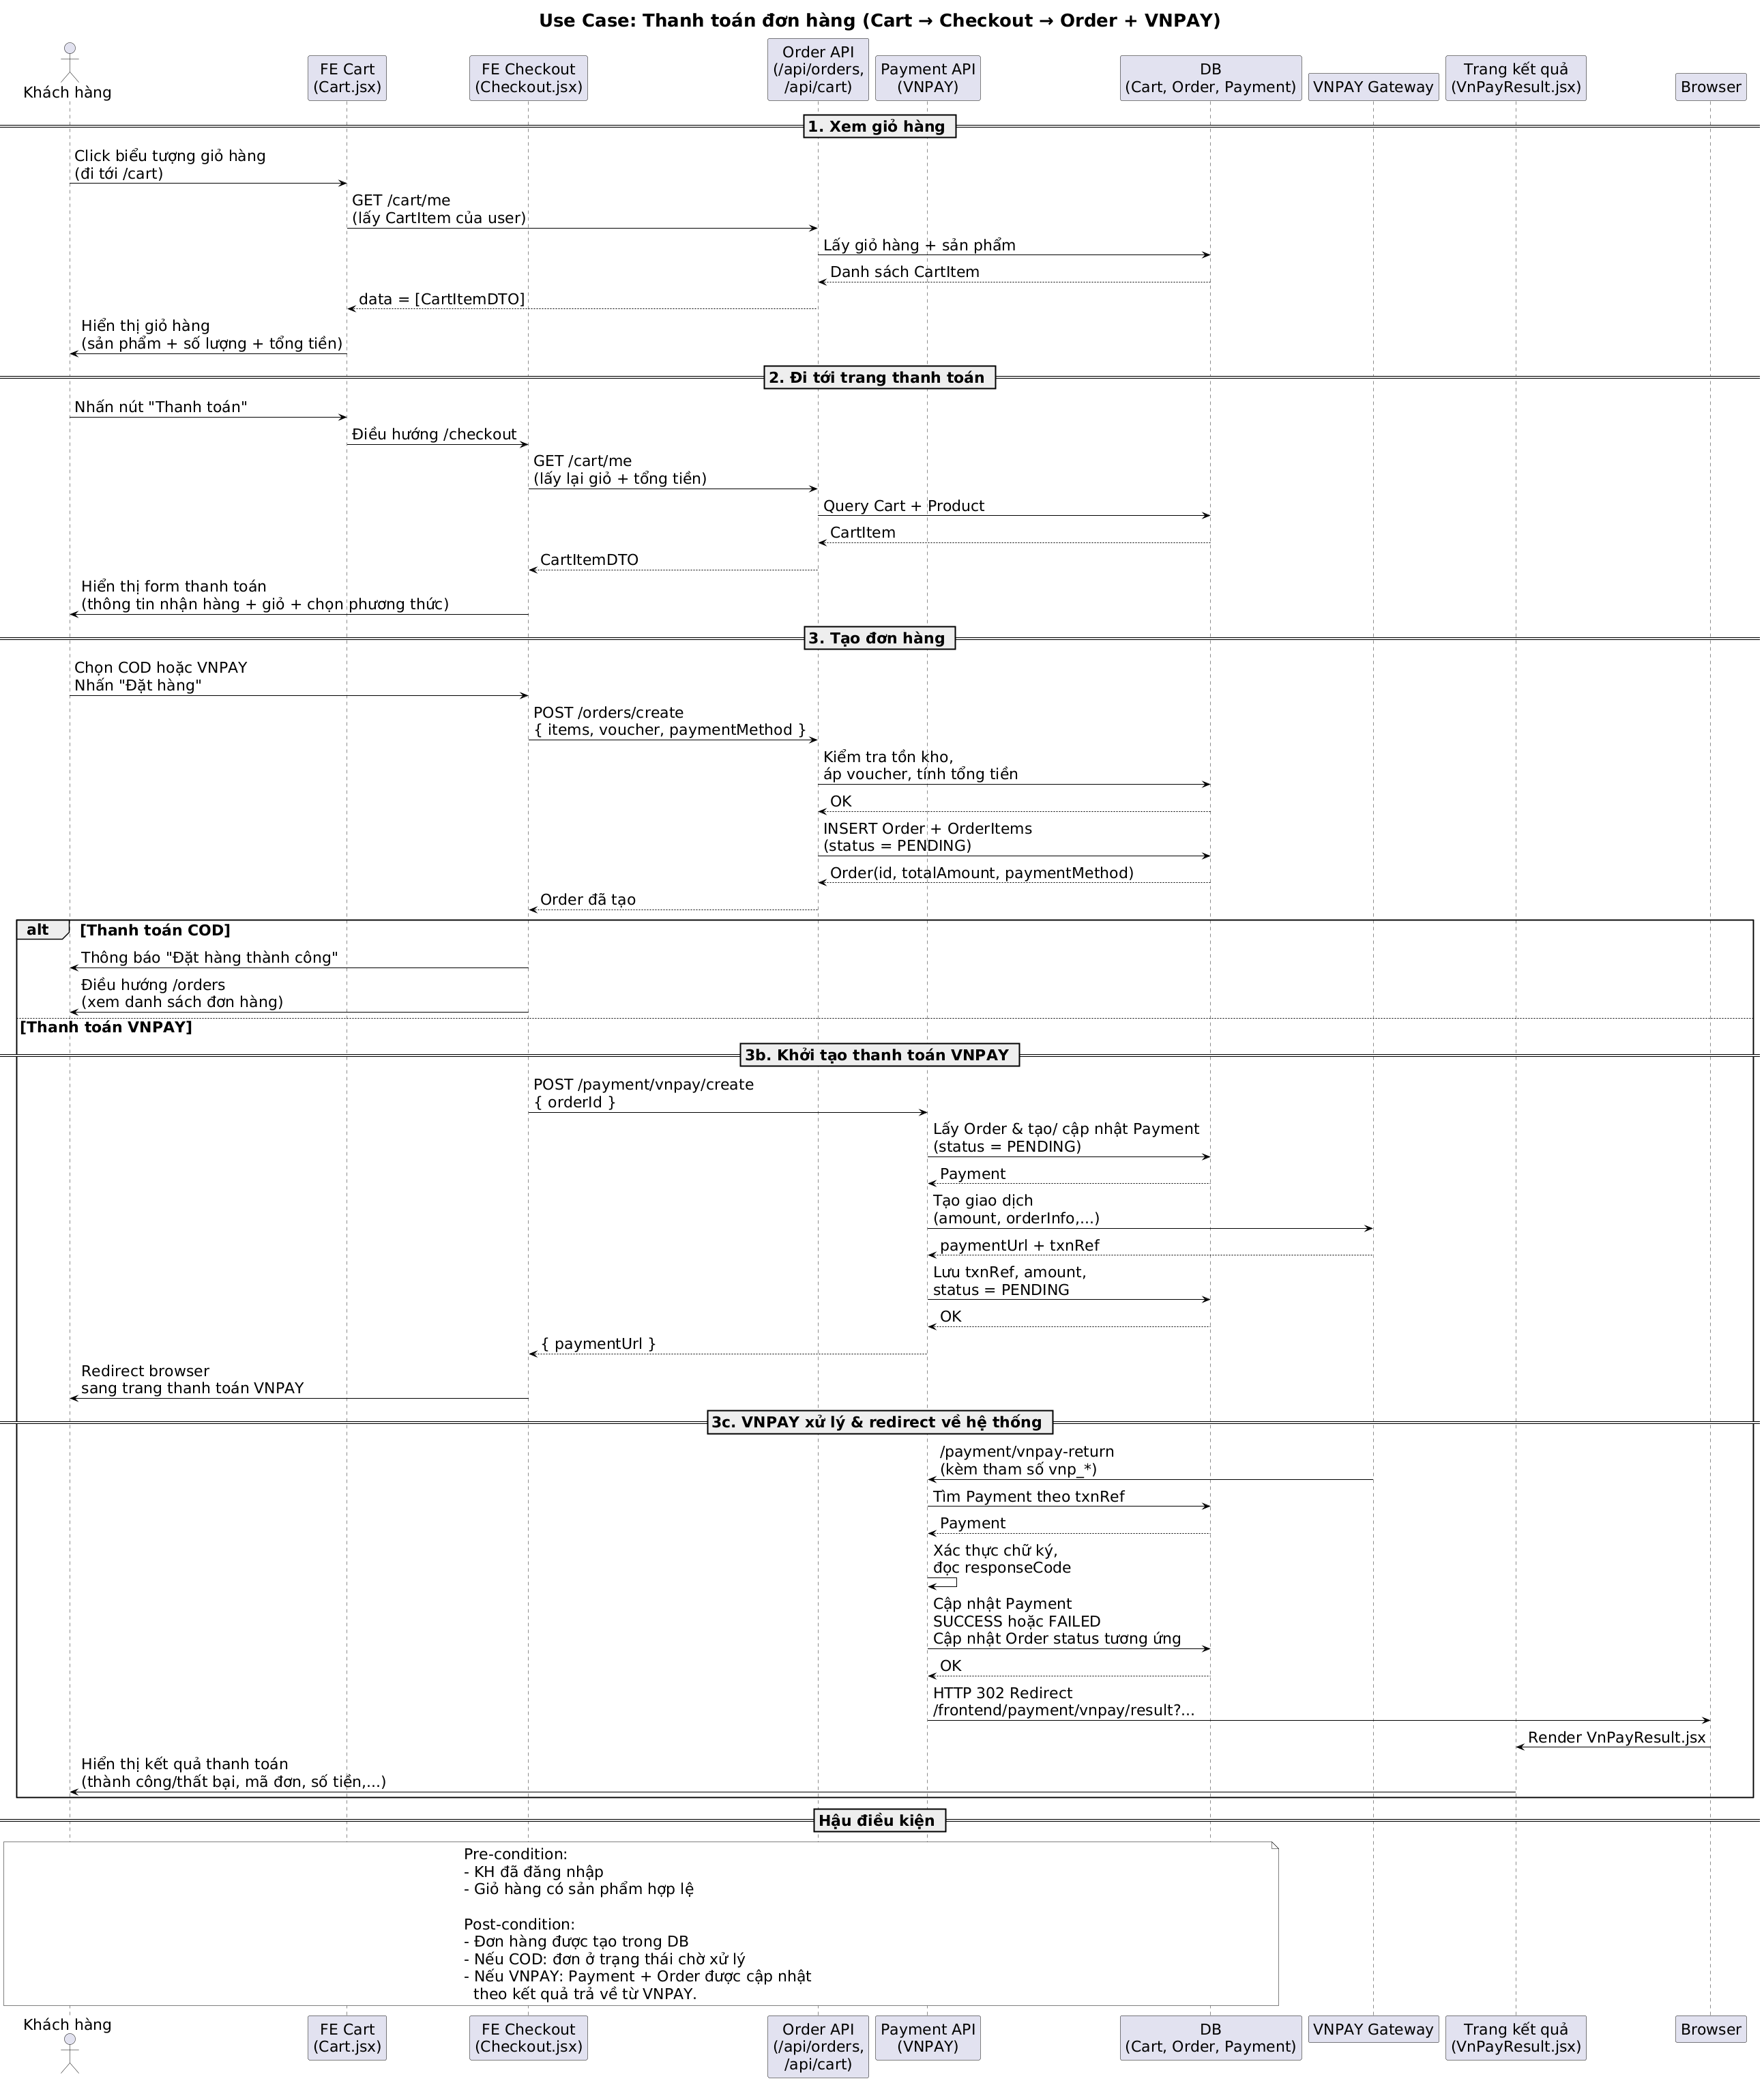 Use Case: Thanh toán đơn hàng (Cart → Checkout → Order + VNPAY)
Khách hàng
FE Cart
(Cart.jsx)
FE Checkout
(Checkout.jsx)
Order API
(/api/orders,
/api/cart)
Payment API
(VNPAY)
DB
(Cart, Order, Payment)
VNPAY Gateway
Trang kết quả
(VnPayResult.jsx)
Browser
1. Xem giỏ hàng
Click biểu tượng giỏ hàng
(đi tới /cart)
GET /cart/me
(lấy CartItem của user)
Lấy giỏ hàng + sản phẩm
Danh sách CartItem
data = [CartItemDTO]
Hiển thị giỏ hàng
(sản phẩm + số lượng + tổng tiền)
2. Đi tới trang thanh toán
Nhấn nút "Thanh toán"
Điều hướng /checkout
GET /cart/me
(lấy lại giỏ + tổng tiền)
Query Cart + Product
CartItem
CartItemDTO
Hiển thị form thanh toán
(thông tin nhận hàng + giỏ + chọn phương thức)
3. Tạo đơn hàng
Chọn COD hoặc VNPAY
Nhấn "Đặt hàng"
POST /orders/create
{ items, voucher, paymentMethod }
Kiểm tra tồn kho,
áp voucher, tính tổng tiền
OK
INSERT Order + OrderItems
(status = PENDING)
Order(id, totalAmount, paymentMethod)
Order đã tạo
alt [Thanh toán COD]
Thông báo "Đặt hàng thành công"
Điều hướng /orders
(xem danh sách đơn hàng)
[Thanh toán VNPAY]
3b. Khởi tạo thanh toán VNPAY
POST /payment/vnpay/create
{ orderId }
Lấy Order & tạo/ cập nhật Payment
(status = PENDING)
Payment
Tạo giao dịch
(amount, orderInfo,...)
paymentUrl + txnRef
Lưu txnRef, amount,
status = PENDING
OK
{ paymentUrl }
Redirect browser
sang trang thanh toán VNPAY
3c. VNPAY xử lý & redirect về hệ thống
/payment/vnpay-return
(kèm tham số vnp_*)
Tìm Payment theo txnRef
Payment
Xác thực chữ ký,
đọc responseCode
Cập nhật Payment
SUCCESS hoặc FAILED
Cập nhật Order status tương ứng
OK
HTTP 302 Redirect
/frontend/payment/vnpay/result?...
Render VnPayResult.jsx
Hiển thị kết quả thanh toán
(thành công/thất bại, mã đơn, số tiền,...)
Hậu điều kiện
Pre-condition:
- KH đã đăng nhập
- Giỏ hàng có sản phẩm hợp lệ
Post-condition:
- Đơn hàng được tạo trong DB
- Nếu COD: đơn ở trạng thái chờ xử lý
- Nếu VNPAY: Payment + Order được cập nhật
theo kết quả trả về từ VNPAY.
Khách hàng
FE Cart
(Cart.jsx)
FE Checkout
(Checkout.jsx)
Order API
(/api/orders,
/api/cart)
Payment API
(VNPAY)
DB
(Cart, Order, Payment)
VNPAY Gateway
Trang kết quả
(VnPayResult.jsx)
Browser